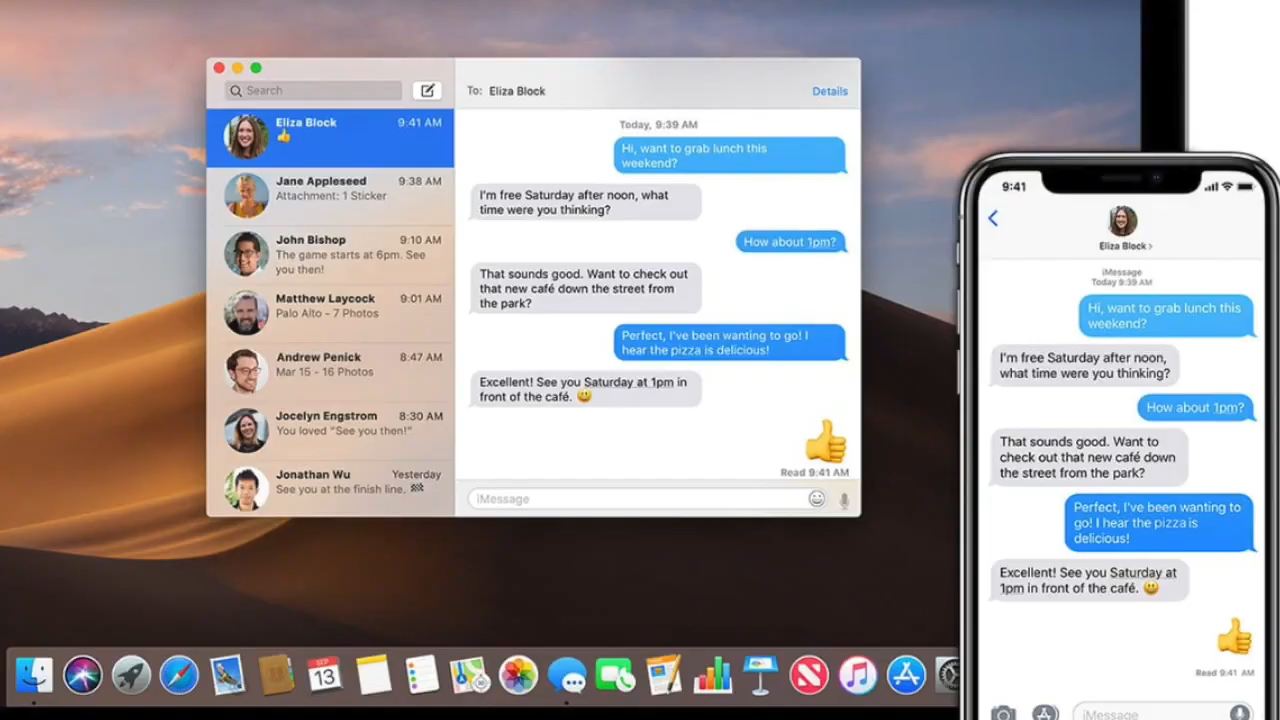 Search
Eliza Block
9:41 AM
👍
Jane Appleseed
9:38 AM
Attachment: 1 Sticker
John Bishop
9:10 AM
The game starts at 6pm. See
you then!
Matthew Laycock
9:01 AM
Palo Alto - 7 Photos
Andrew Penick
8:47 AM
Mar 15 - 16 Photos
Jocelyn Engstrom
8:30 AM
You loved "See you then!"
Jonathan Wu
Yesterday
See you at the finish line. 🏁
To: Eliza Block
Details
Today, 9:39 AM
Hi, want to grab lunch this
weekend?
I'm free Saturday after noon, what
time were you thinking?
How about 1pm?
That sounds good. Want to check out
that new café down the street from
the park?
Perfect, I've been wanting to go! I
hear the pizza is delicious!
Excellent! See you Saturday at 1pm in
front of the café. 😃
👍
Read 9:41 AM
iMessage
SEP
13
9:41
Eliza Block >
iMessage
Today 9:39 AM
Hi, want to grab lunch this
weekend?
I'm free Saturday after noon,
what time were you thinking?
How about 1pm?
That sounds good. Want to
check out that new café down
the street from the park?
Perfect, I've been wanting to
go! I hear the pizza is
delicious!
Excellent! See you Saturday at
1pm in front of the café. 😃
👍
Read 9:41 AM
iMessage